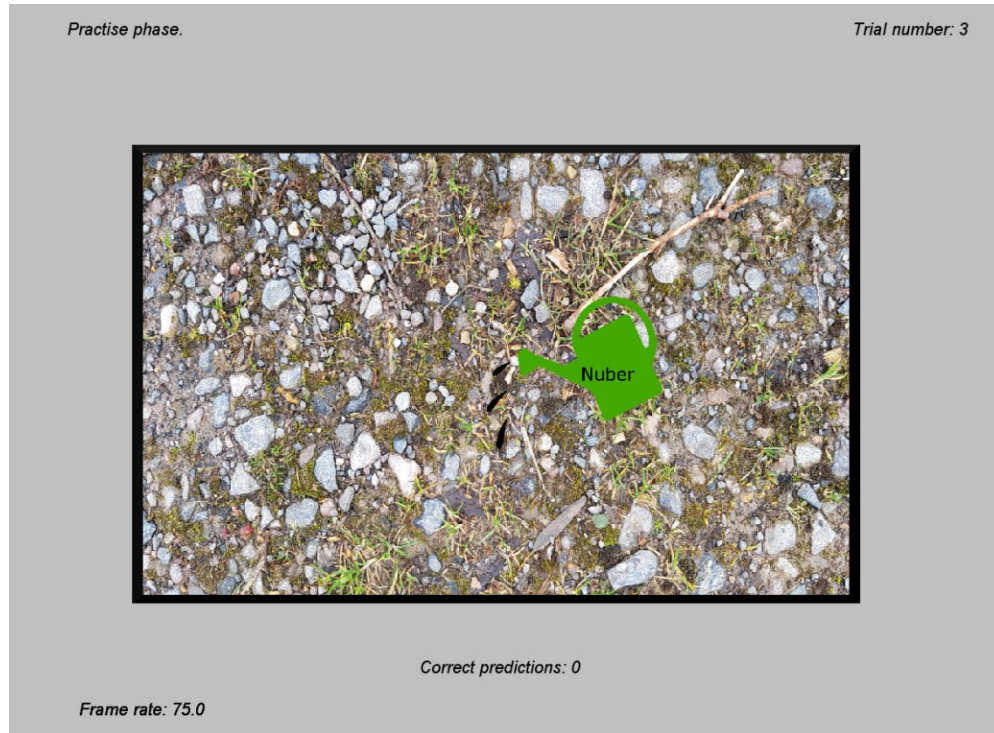 Practise phase.
Trial number: 3
Nuber
Correct predictions: 0
Frame rate: 75.0